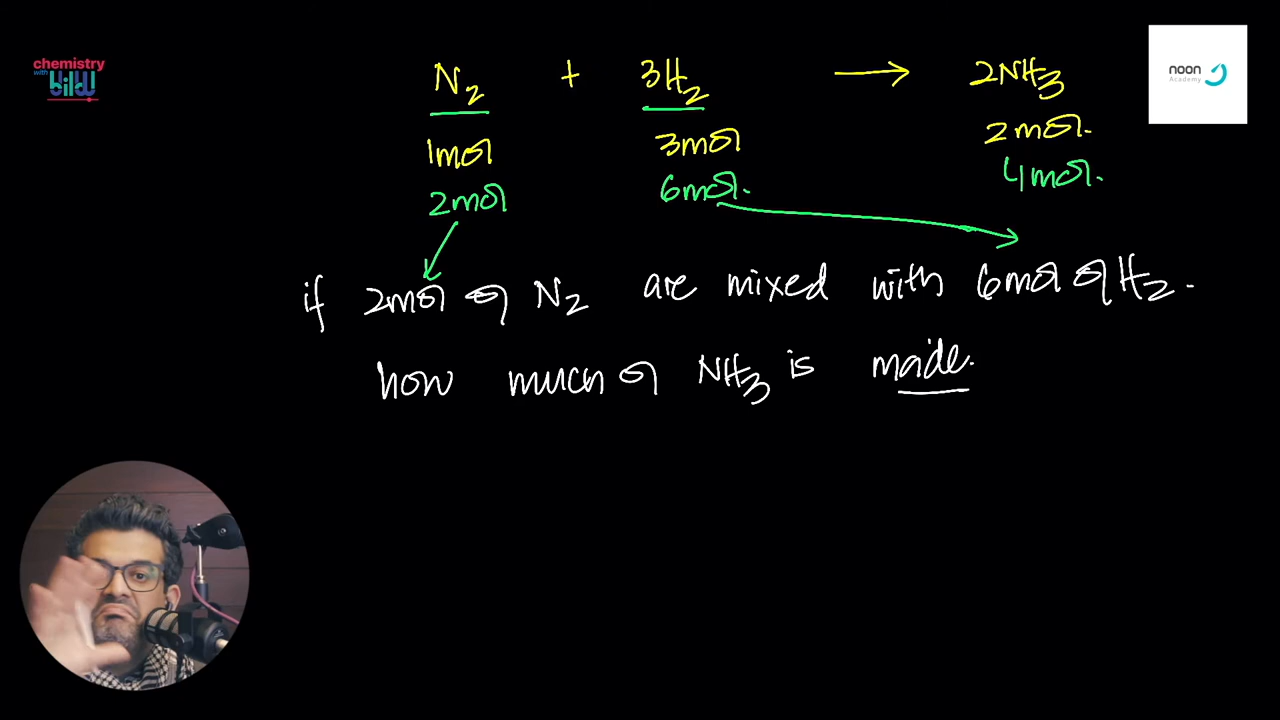 chemistry
with bilal
noon
Academy
N₂ + 3H₂ → 2NH₃
1mol 3mol 2mol.
2mol 6mol. 4mol.
if 2mol of N₂ are mixed with 6mol of H₂.
how much of NH₃ is made.